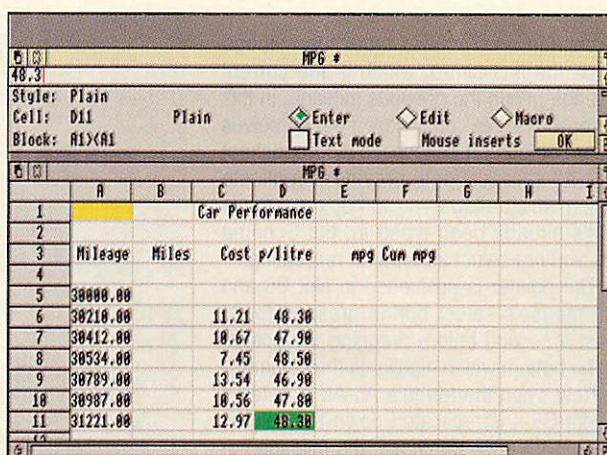 MPG *
48.3
Style: Plain
Cell: D11 Plain Enter Edit Macro
Block: A1><A1 Text mode Mouse inserts OK
MPG *
A B C D E F G H I
1 Car Performance
2
3 Mileage Miles Cost p/litre mpg Cum mpg
4
5 30000.00
6 30210.00 11.21 48.30
7 30412.00 10.67 47.90
8 30534.00 7.45 48.50
9 30789.00 13.54 46.90
10 30987.00 10.56 47.80
11 31221.00 12.97 48.30